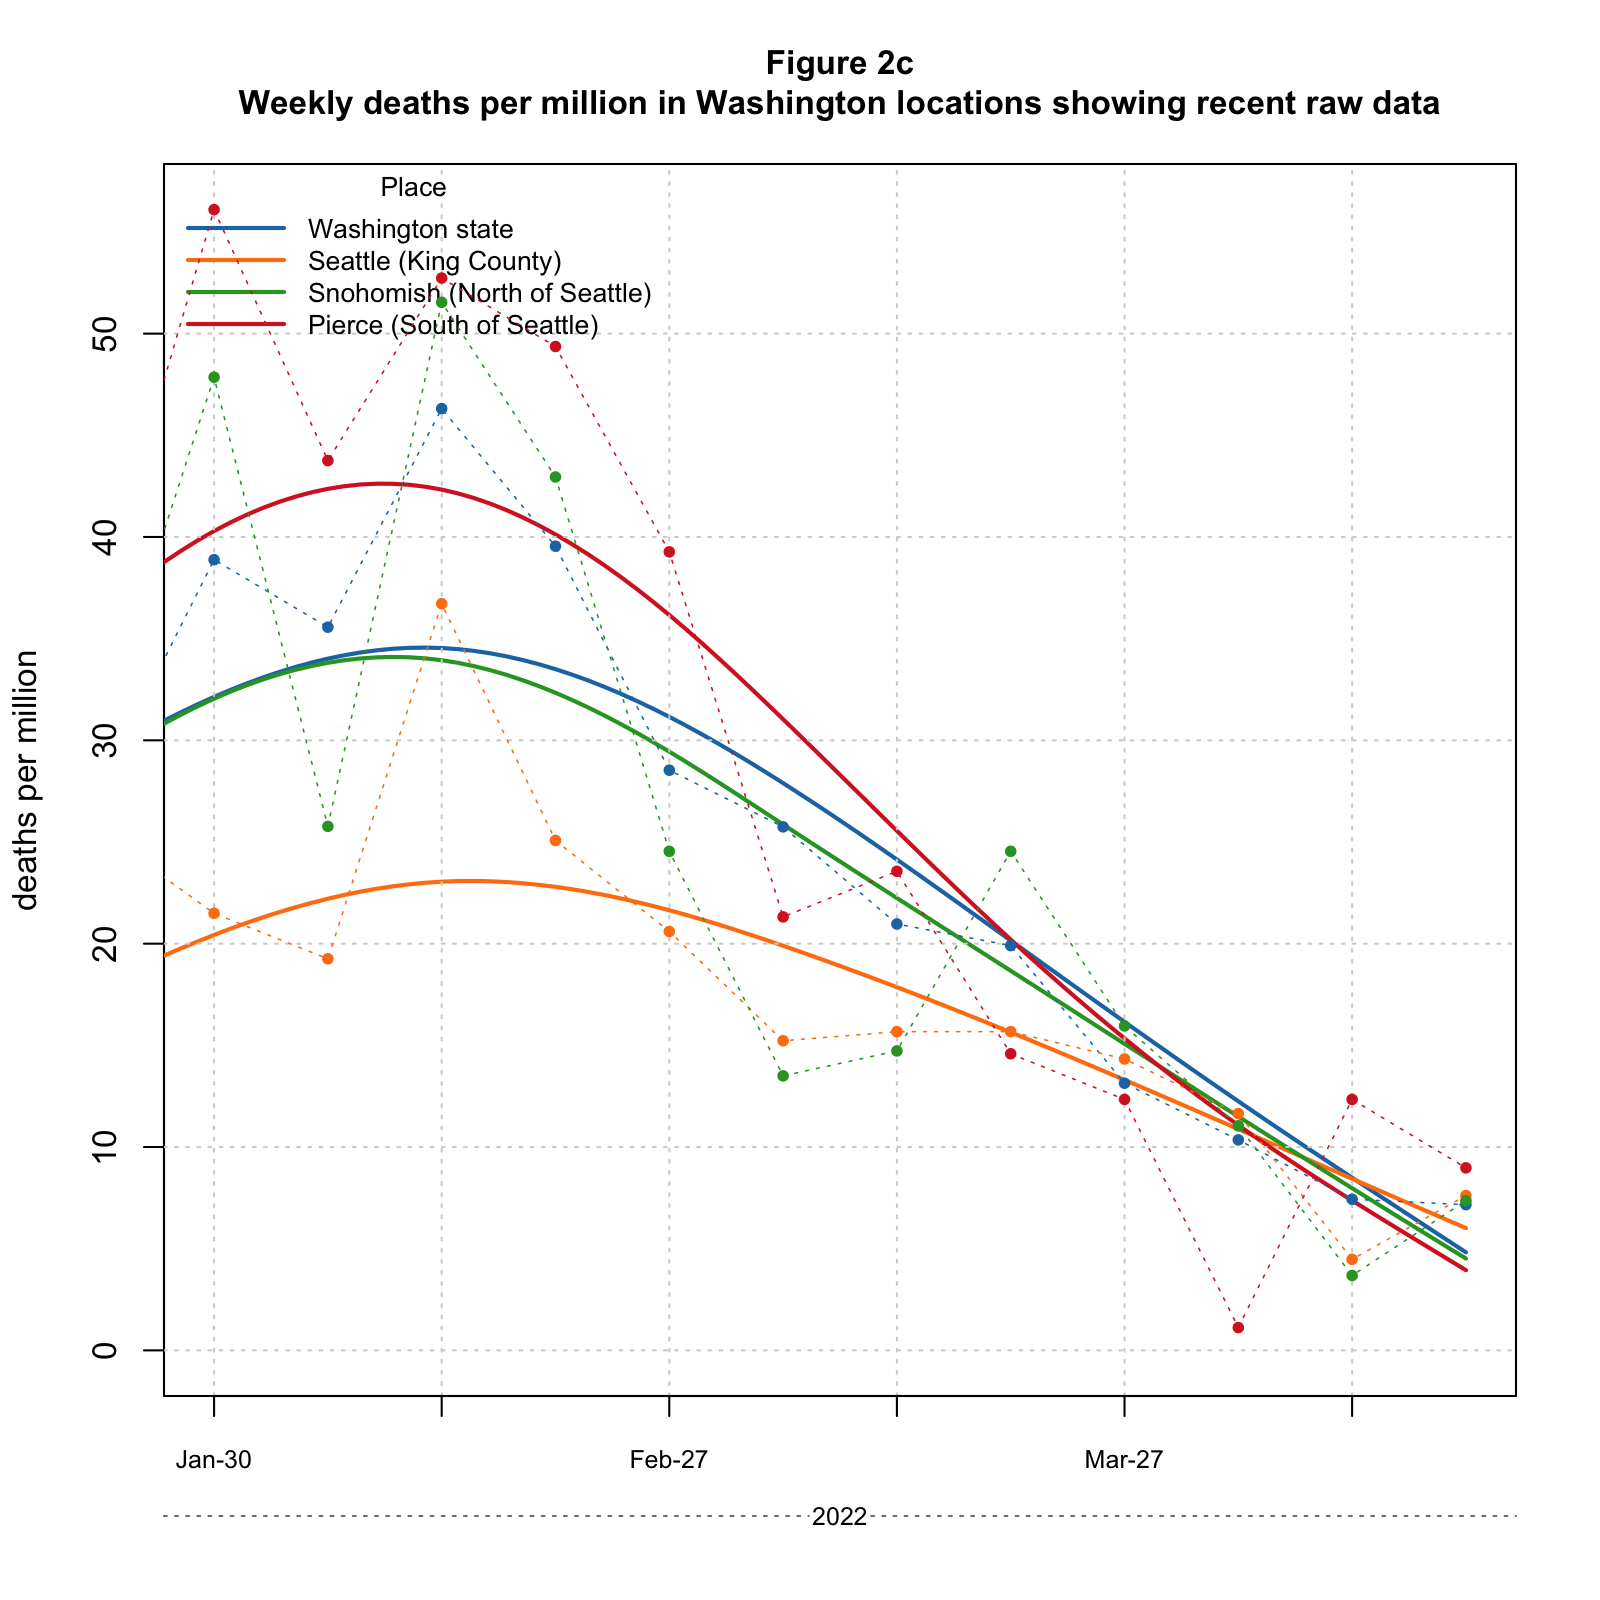 Figure 2c
Weekly deaths per million in Washington locations showing recent raw data
Place
Washington state
Seattle (King County)
Snohomish (North of Seattle)
Pierce (South of Seattle)
deaths per million
50
40
30
20
10
0
Jan-30 Feb-27 Mar-27
2022